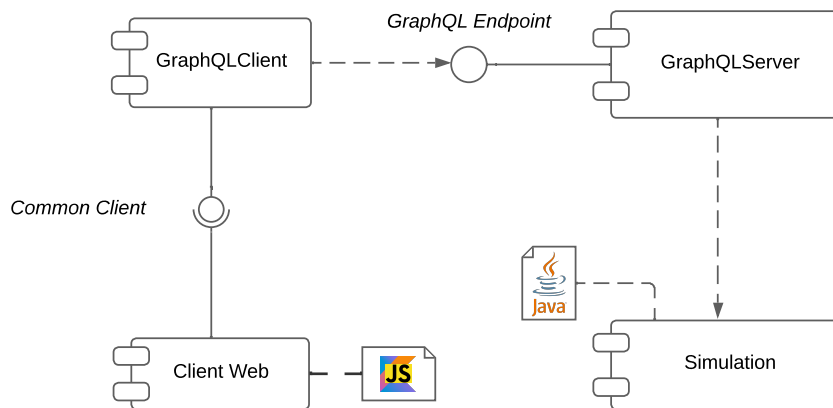 GraphQL Endpoint
GraphQLClient
GraphQLServer
Common Client
Java
Simulation
Client Web
JS